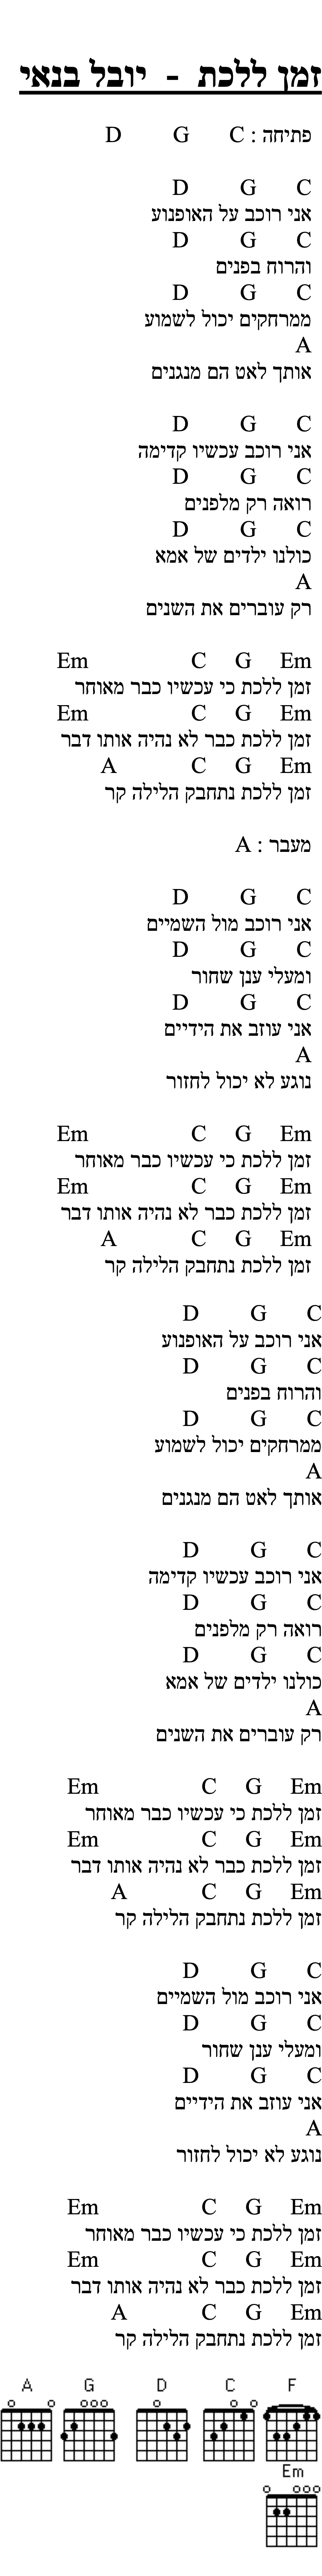 זמן ללכת - יובל בנאי
פתיחה : C G D
C G D
אני רוכב על האופנוע
C G D
והרוח בפנים
C G D
ממרחקים יכול לשמוע
A
אותך לאט הם מנגנים
C G D
אני רוכב עכשיו קדימה
C G D
רואה רק מלפנים
C G D
כולנו ילדים של אמא
A
רק עוברים את השנים
Em G C Em
זמן ללכת כי עכשיו כבר מאוחר
Em G C Em
זמן ללכת כבר לא נהיה אותו דבר
Em G C A
זמן ללכת נתחבק הלילה קר
מעבר : A
C G D
אני רוכב מול השמיים
C G D
ומעלי ענן שחור
C G D
אני עוזב את הידיים
A
נוגע לא יכול לחזור
Em G C Em
זמן ללכת כי עכשיו כבר מאוחר
Em G C Em
זמן ללכת כבר לא נהיה אותו דבר
Em G C A
זמן ללכת נתחבק הלילה קר
C G D
אני רוכב על האופנוע
C G D
והרוח בפנים
C G D
ממרחקים יכול לשמוע
A
אותך לאט הם מנגנים
C G D
אני רוכב עכשיו קדימה
C G D
רואה רק מלפנים
C G D
כולנו ילדים של אמא
A
רק עוברים את השנים
Em G C Em
זמן ללכת כי עכשיו כבר מאוחר
Em G C Em
זמן ללכת כבר לא נהיה אותו דבר
Em G C A
זמן ללכת נתחבק הלילה קר
C G D
אני רוכב מול השמיים
C G D
ומעלי ענן שחור
C G D
אני עוזב את הידיים
A
נוגע לא יכול לחזור
Em G C Em
זמן ללכת כי עכשיו כבר מאוחר
Em G C Em
זמן ללכת כבר לא נהיה אותו דבר
Em G C A
זמן ללכת נתחבק הלילה קר
A G D C F
Em